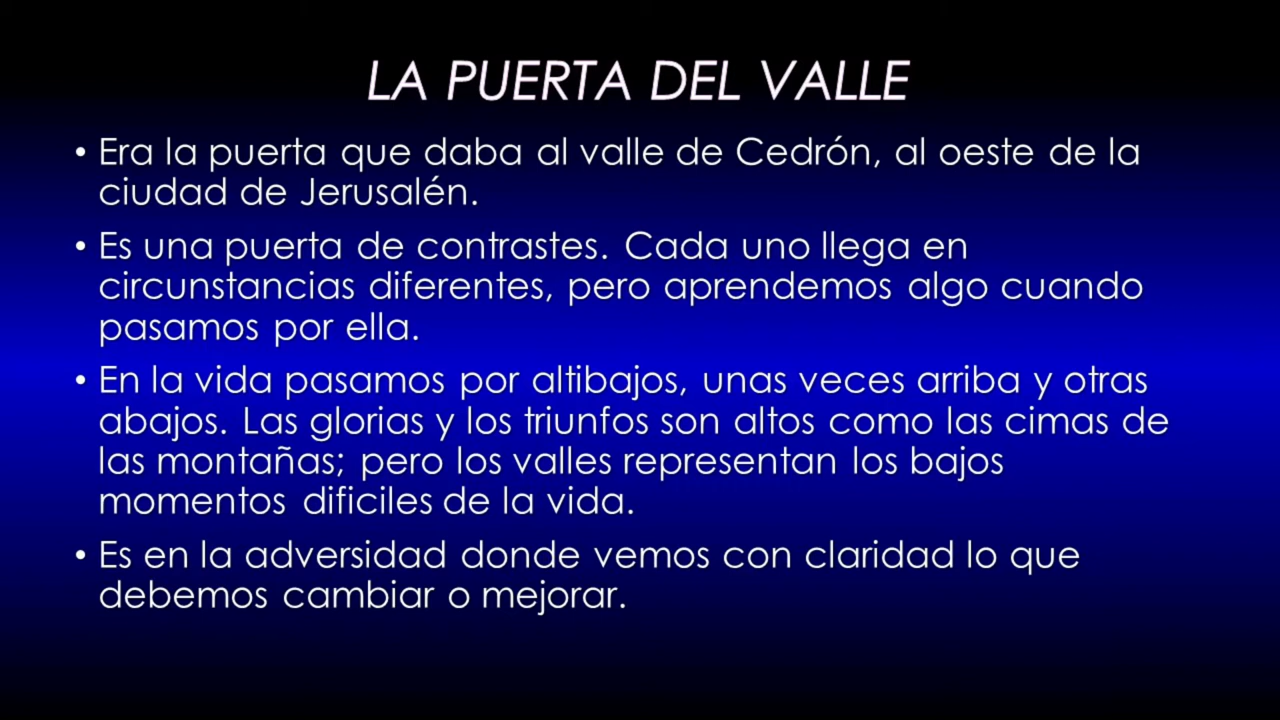 LA PUERTA DEL VALLE
• Era la puerta que daba al valle de Cedrón, al oeste de la
ciudad de Jerusalén.
• Es una puerta de contrastes. Cada uno llega en
circunstancias diferentes, pero aprendemos algo cuando
pasamos por ella.
• En la vida pasamos por altibajos, unas veces arriba y otras
abajos. Las glorias y los triunfos son altos como las cimas de
las montañas; pero los valles representan los bajos
momentos dificiles de la vida.
• Es en la adversidad donde vemos con claridad lo que
debemos cambiar o mejorar.